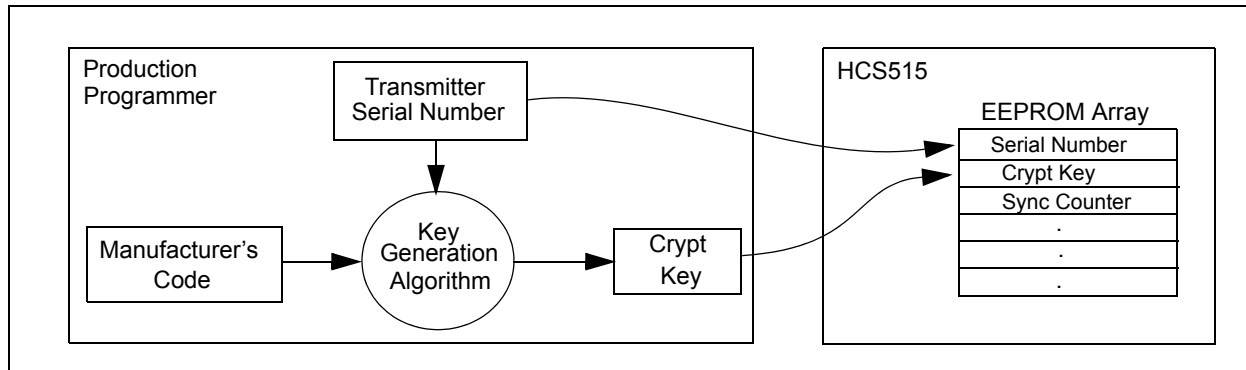 Production
Programmer
Transmitter
Serial Number
Manufacturer's
Code
Key
Generation
Algorithm
Crypt
Key
HCS515
EEPROM Array
Serial Number
Crypt Key
Sync Counter
.
.
.